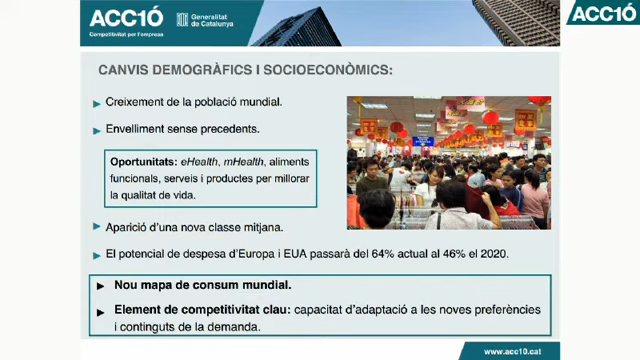 ACC1Ó
Competitivitat per l'empresa
Generalitat
de Catalunya
ACC1Ó
CANVIS DEMOGRÀFICS I SOCIOECONÒMICS:
Creixement de la població mundial.
Envelliment sense precedents.
Oportunitats: eHealth, mHealth, aliments
funcionals, serveis i productes per millorar
la qualitat de vida.
Aparició d'una nova classe mitjana.
El potencial de despesa d'Europa i EUA passarà del 64% actual al 46% el 2020.
Nou mapa de consum mundial.
Element de competitivitat clau: capacitat d'adaptació a les noves preferències
i continguts de la demanda.
www.acc10.cat